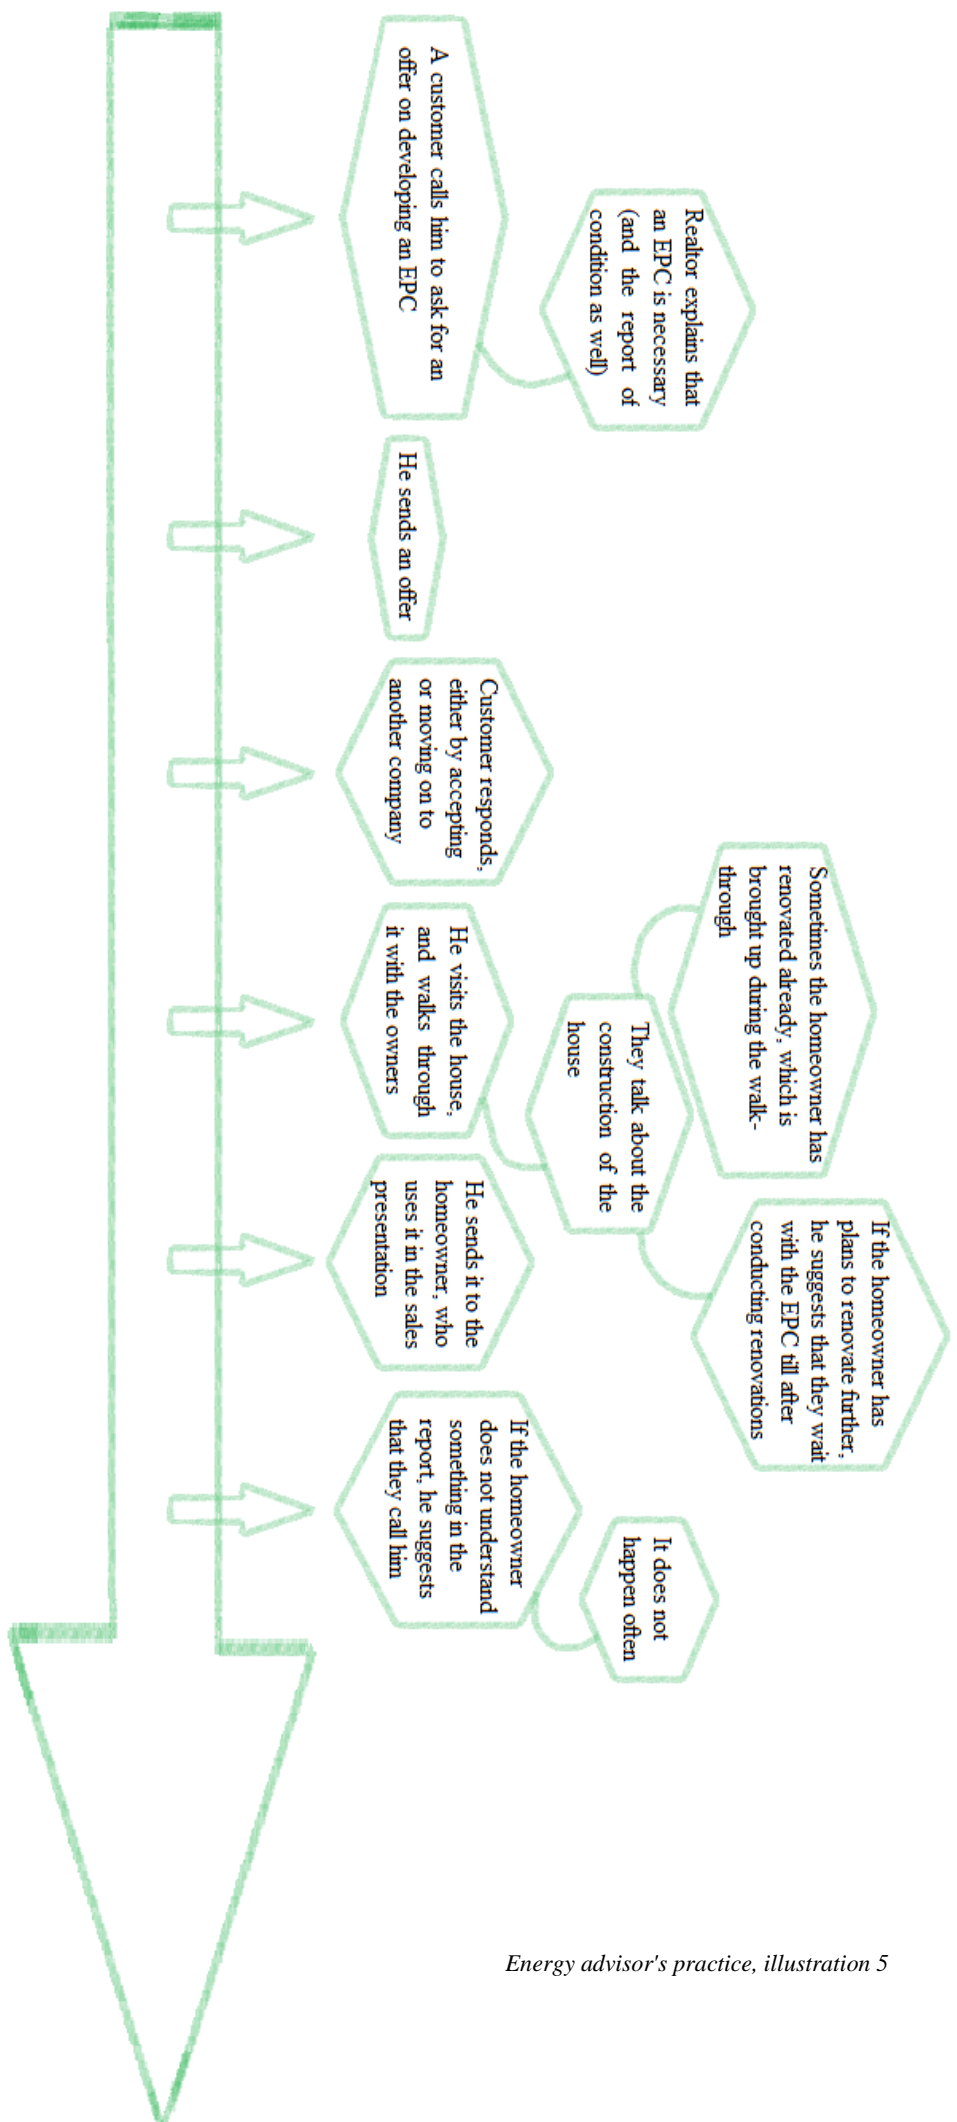 A customer calls him to ask for an
offer on developing an EPC
Realtor explains that
an EPC is necessary
(and the report of
condition as well)
He sends an offer
Customer responds,
either by accepting
or moving on to
another company
He visits the house,
and walks through
it with the owners
They talk about the
construction of the
house
Sometimes the homeowner has
renovated already, which is
brought up during the walk-
through
If the homeowner has
plans to renovate further,
he suggests that they wait
with the EPC till after
conducting renovations
He sends it to the
homeowner, who
uses it in the sales
presentation
If the homeowner
does not understand
something in the
report, he suggests
that they call him
It does not
happen often
Energy advisor's practice, illustration 5